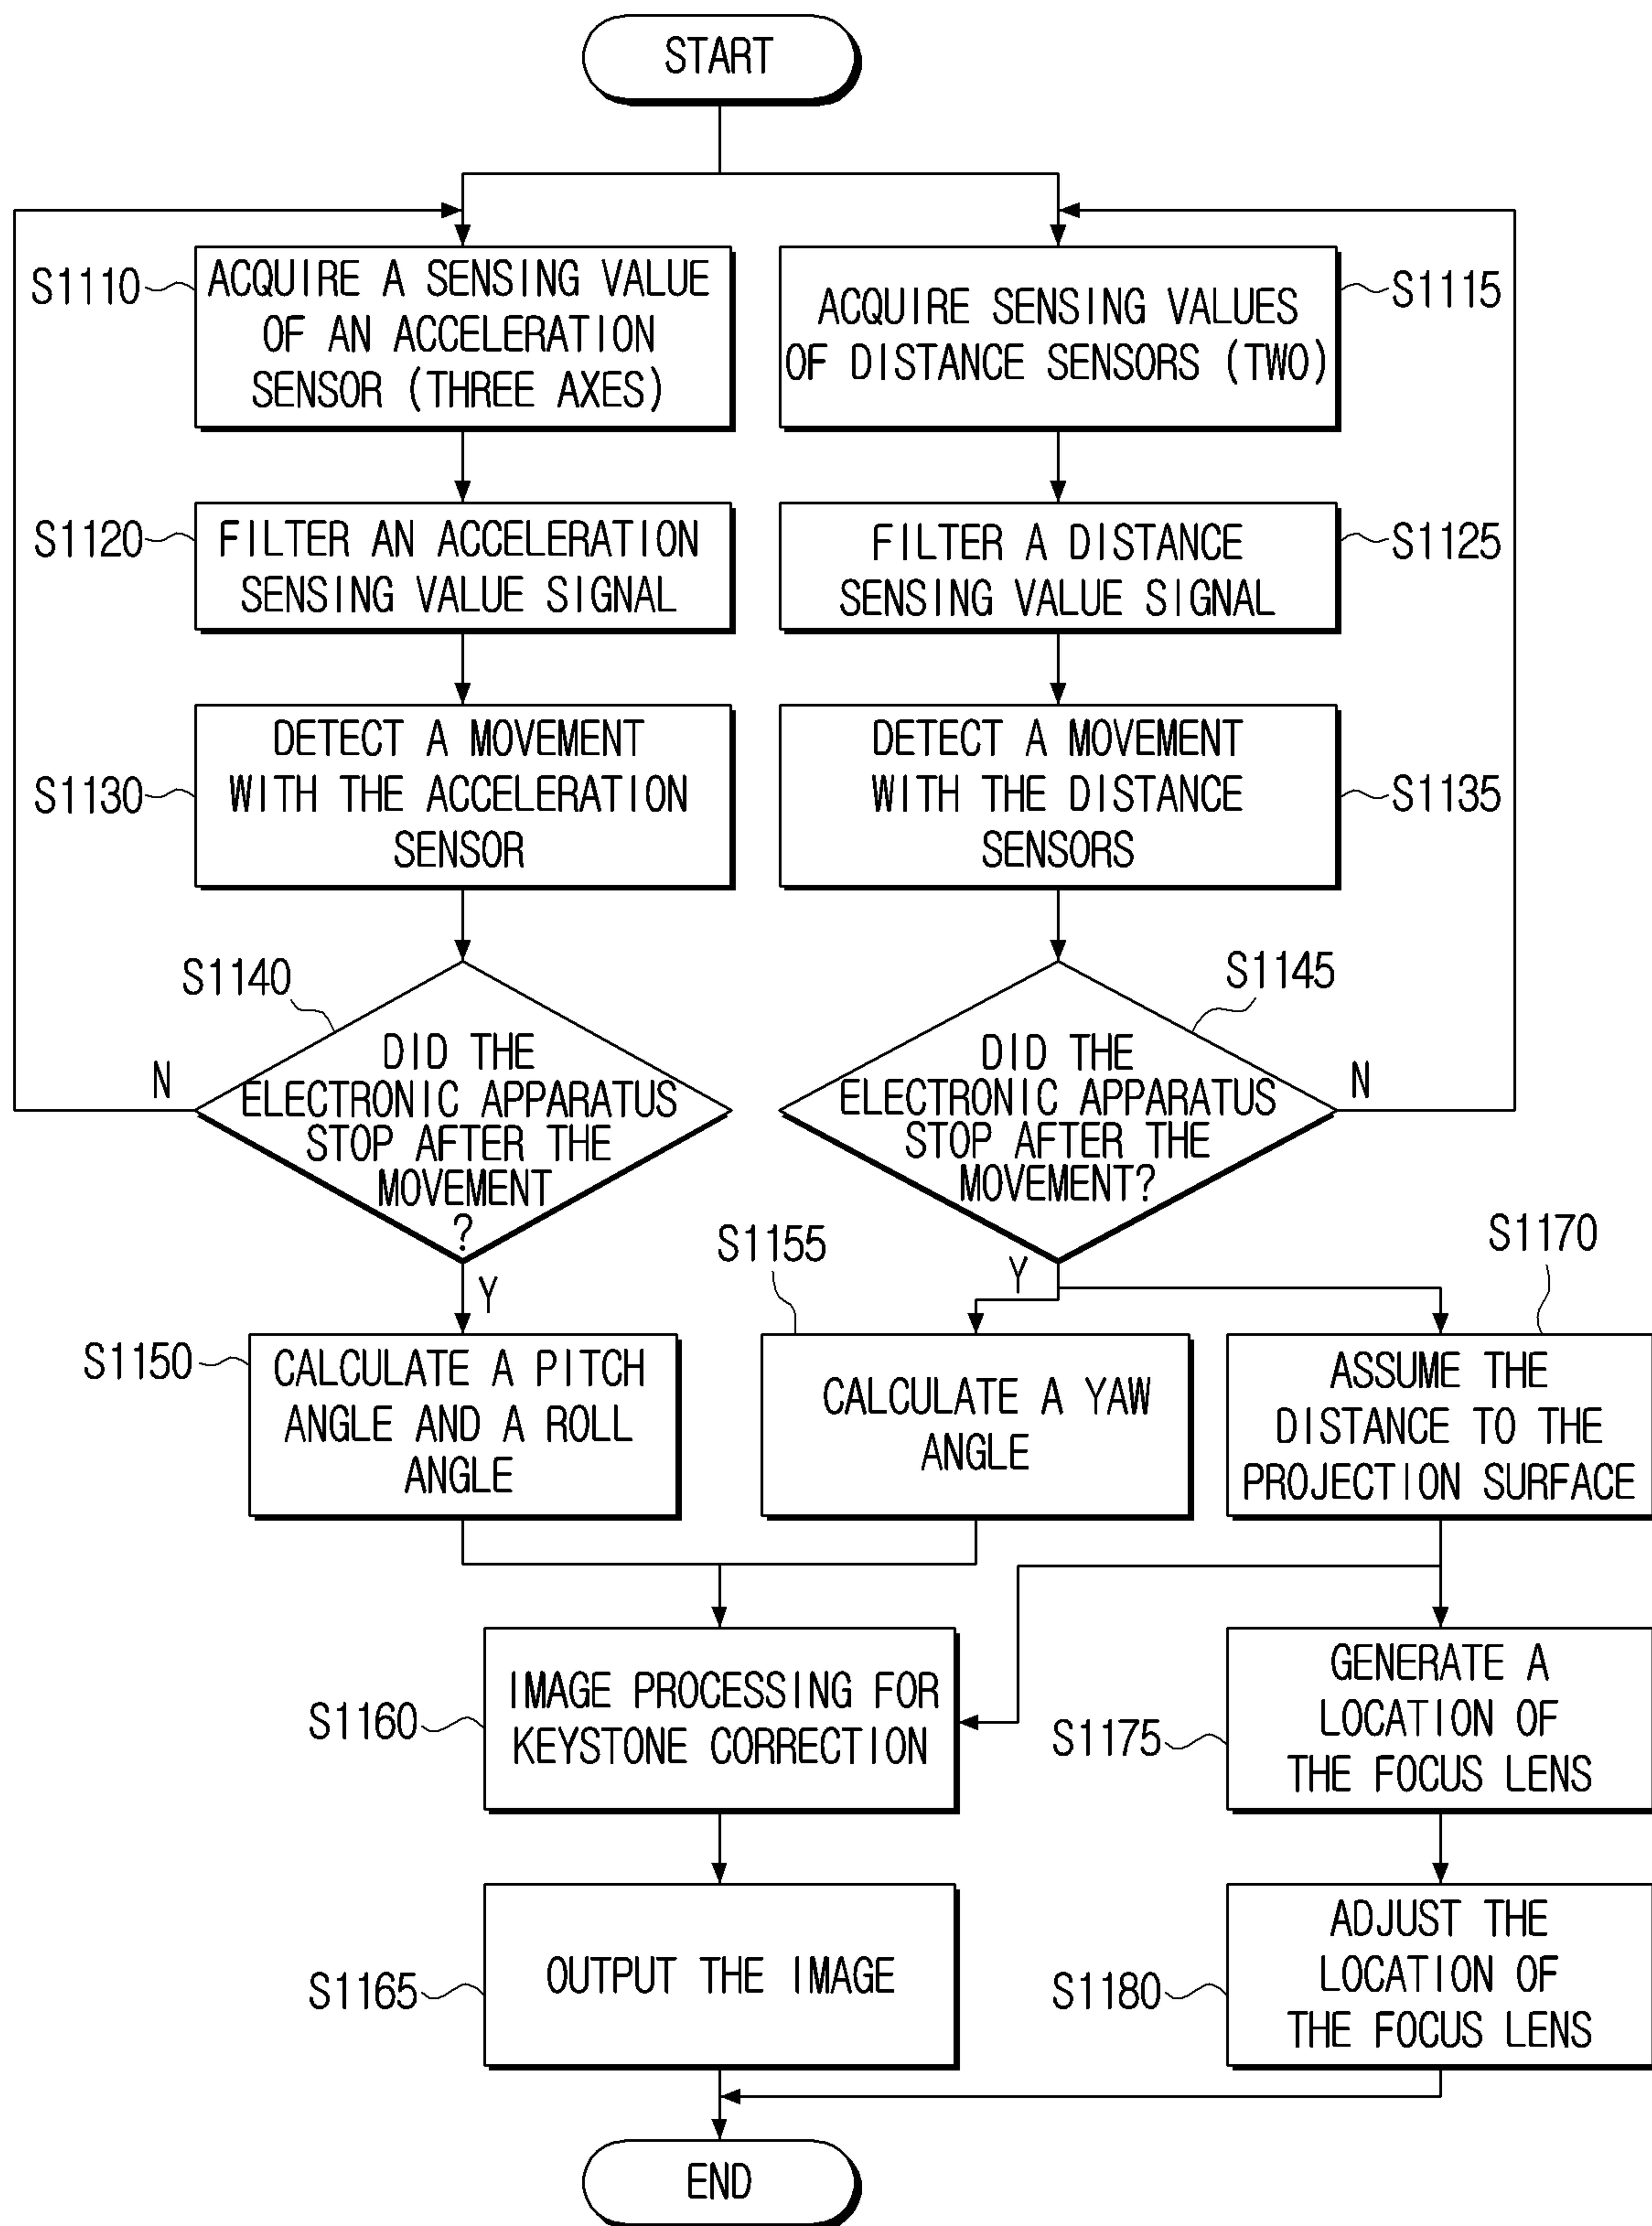 START
S1110
ACQUIRE A SENSING VALUE
OF AN ACCELERATION
SENSOR (THREE AXES)
ACQUIRE SENSING VALUES
OF DISTANCE SENSORS (TWO)
S1115
S1120
FILTER AN ACCELERATION
SENSING VALUE SIGNAL
FILTER A DISTANCE
SENSING VALUE SIGNAL
S1125
S1130
DETECT A MOVEMENT
WITH THE ACCELERATION
SENSOR
DETECT A MOVEMENT
WITH THE DISTANCE
SENSORS
S1135
S1140
N
DID THE
ELECTRONIC APPARATUS
STOP AFTER THE
MOVEMENT
?
Y
S1145
DID THE
ELECTRONIC APPARATUS
STOP AFTER THE
MOVEMENT?
N
Y
S1150
CALCULATE A PITCH
ANGLE AND A ROLL
ANGLE
S1155
CALCULATE A YAW
ANGLE
S1170
ASSUME THE
DISTANCE TO THE
PROJECTION SURFACE
S1160
IMAGE PROCESSING FOR
KEYSTONE CORRECTION
S1175
GENERATE A
LOCATION OF
THE FOCUS LENS
S1165
OUTPUT THE IMAGE
S1180
ADJUST THE
LOCATION OF
THE FOCUS LENS
END